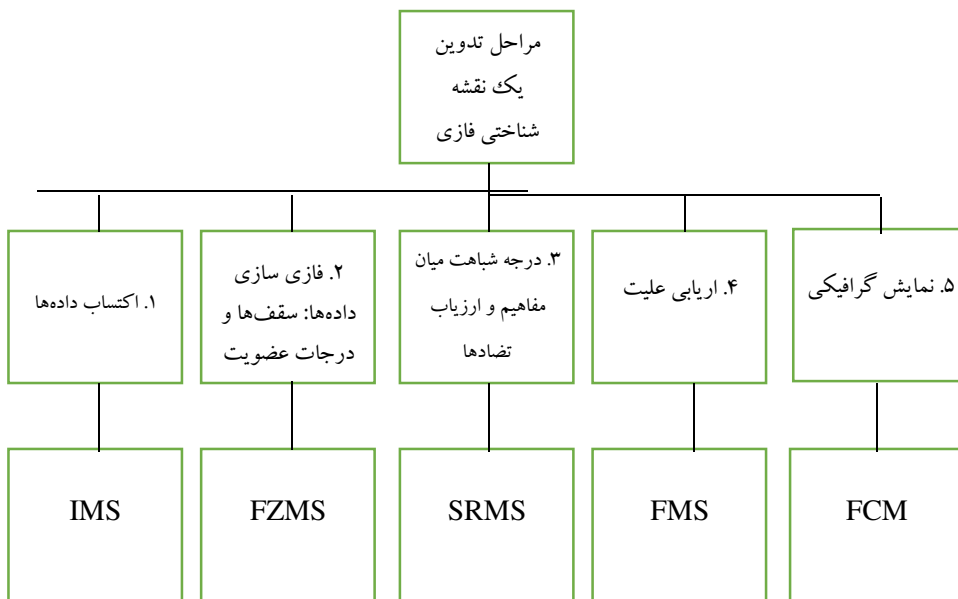 مراحل تدوین
یک نقشه
شناختی فازی
۱. اکتساب داده‌ها
۲. فازی سازی
داده‌ها: سقف‌ها و
درجات عضویت
۳. درجه شباهت میان
مفاهیم و ارزیاب
تضادها
۴. اریابی علیت
۵. نمایش گرافیکی
IMS
FZMS
SRMS
FMS
FCM